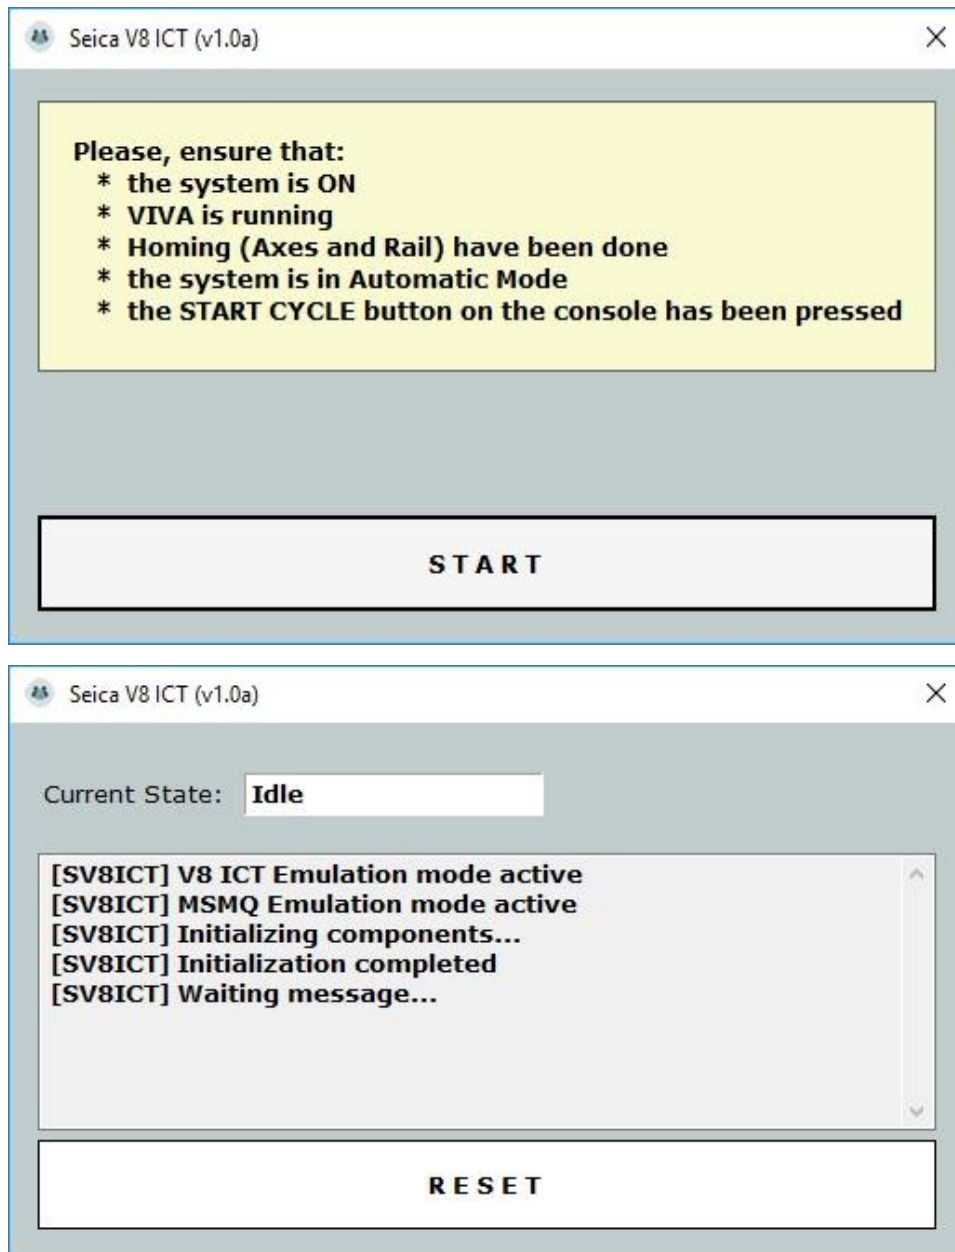 Seica V8 ICT (v1.0a)
Please, ensure that:
* the system is ON
* VIVA is running
* Homing (Axes and Rail) have been done
* the system is in Automatic Mode
* the START CYCLE button on the console has been pressed
START
Seica V8 ICT (v1.0a)
Current State: Idle
[SV8ICT] V8 ICT Emulation mode active
[SV8ICT] MSMQ Emulation mode active
[SV8ICT] Initializing components...
[SV8ICT] Initialization completed
[SV8ICT] Waiting message...
RESET